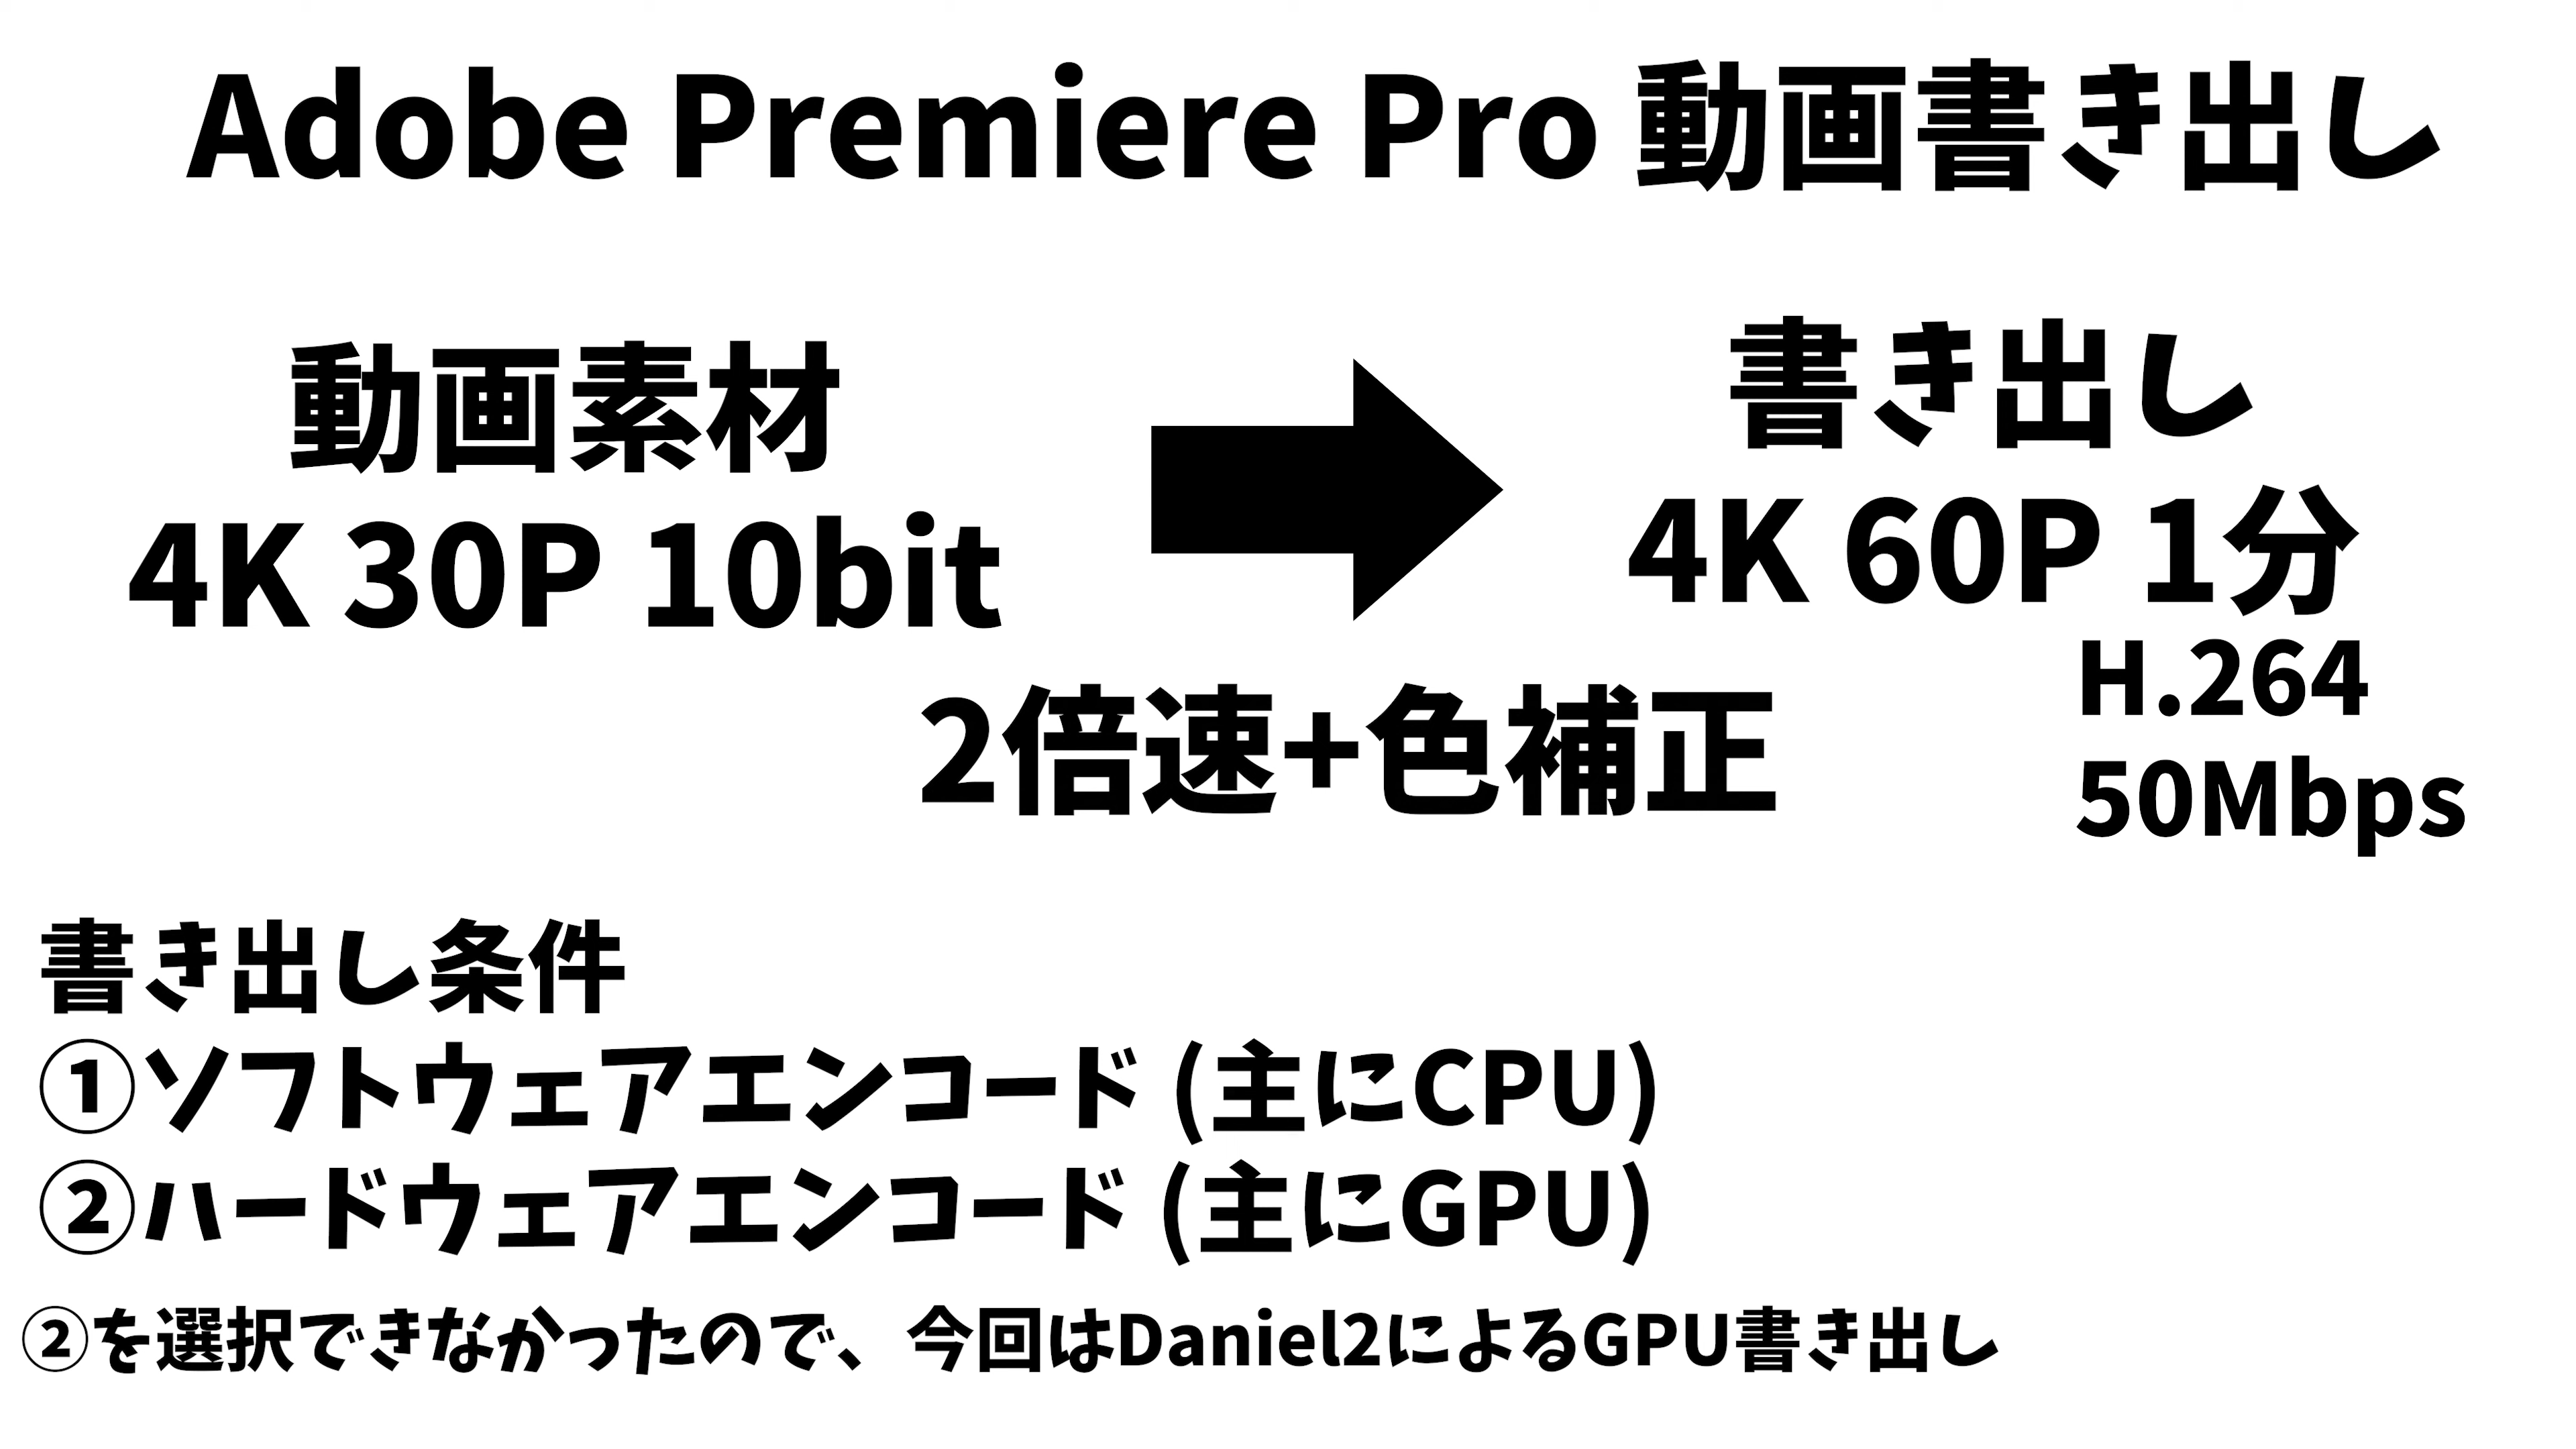 Adobe Premiere Pro 動画書き出し
動画素材
4K 30P 10bit
書き出し
4K 60P 1分
H.264
50Mbps
2倍速+色補正
書き出し条件
①ソフトウェアエンコード (主にCPU)
②ハードウェアエンコード (主にGPU)
②を選択できなかったので、今回はDaniel2によるGPU書き出し